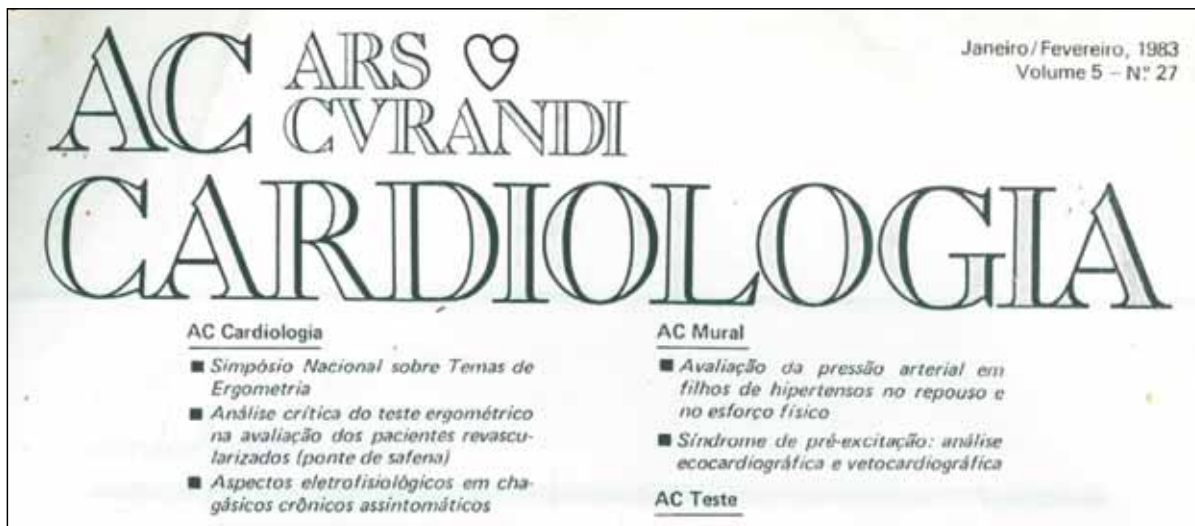 AC ARS
CVRANDI
CARDIOLOGIA
Janeiro/Fevereiro, 1983
Volume 5 – N.º 27
AC Cardiologia
■ Simpósio Nacional sobre Temas de
Ergometria
■ Análise crítica do teste ergométrico
na avaliação dos pacientes revascu-
larizados (ponte de safena)
■ Aspectos eletrofisiológicos em cha-
gásicos crônicos assintomáticos
AC Mural
■ Avaliação da pressão arterial em
filhos de hipertensos no repouso e
no esforço físico
■ Síndrome de pré-excitação: análise
ecocardiográfica e vetocardiográfica
AC Teste